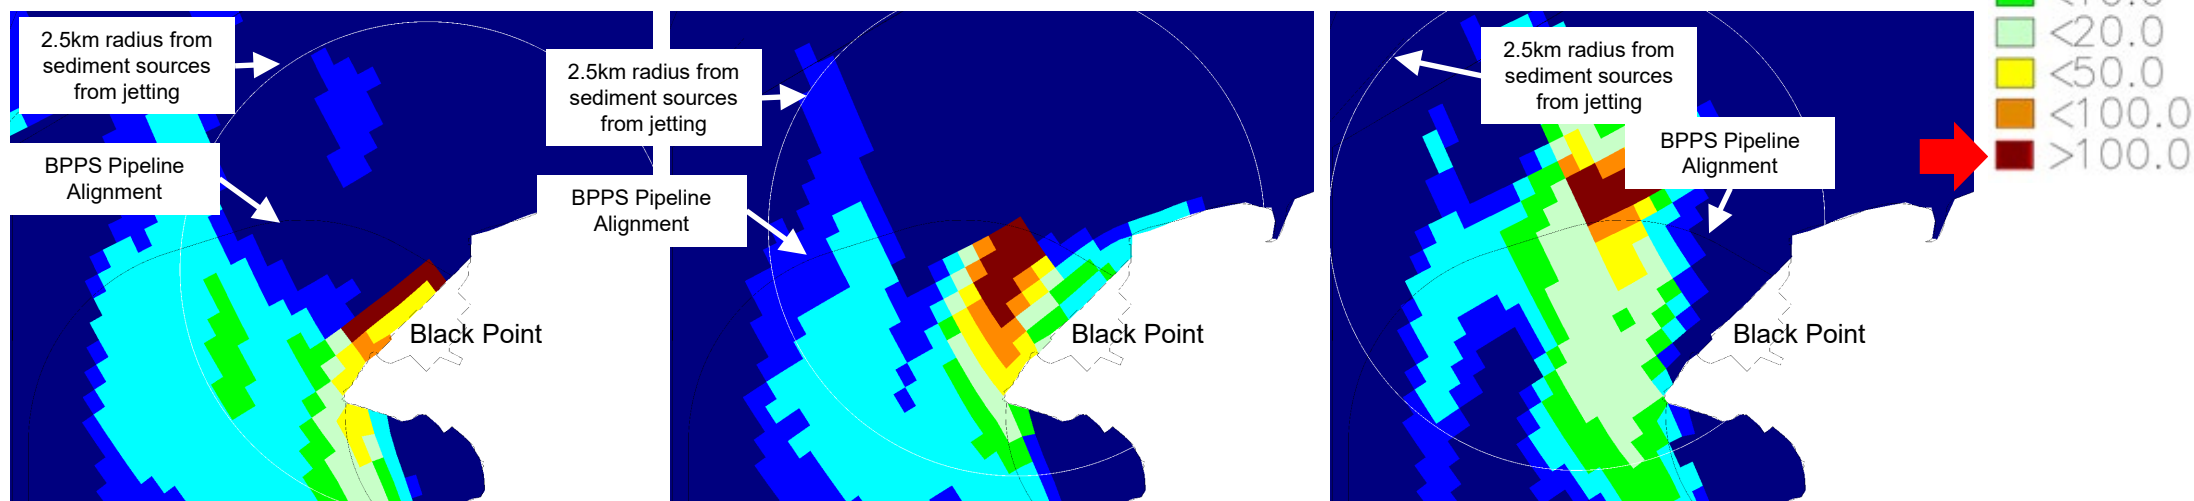 2.5km radius from
sediment sources
from jetting
BPPS Pipeline
Alignment
Black Point
2.5km radius from
sediment sources
from jetting
BPPS Pipeline
Alignment
Black Point
2.5km radius from
sediment sources
from jetting
BPPS Pipeline
Alignment
Black Point
<20.0
<50.0
<100.0
>100.0